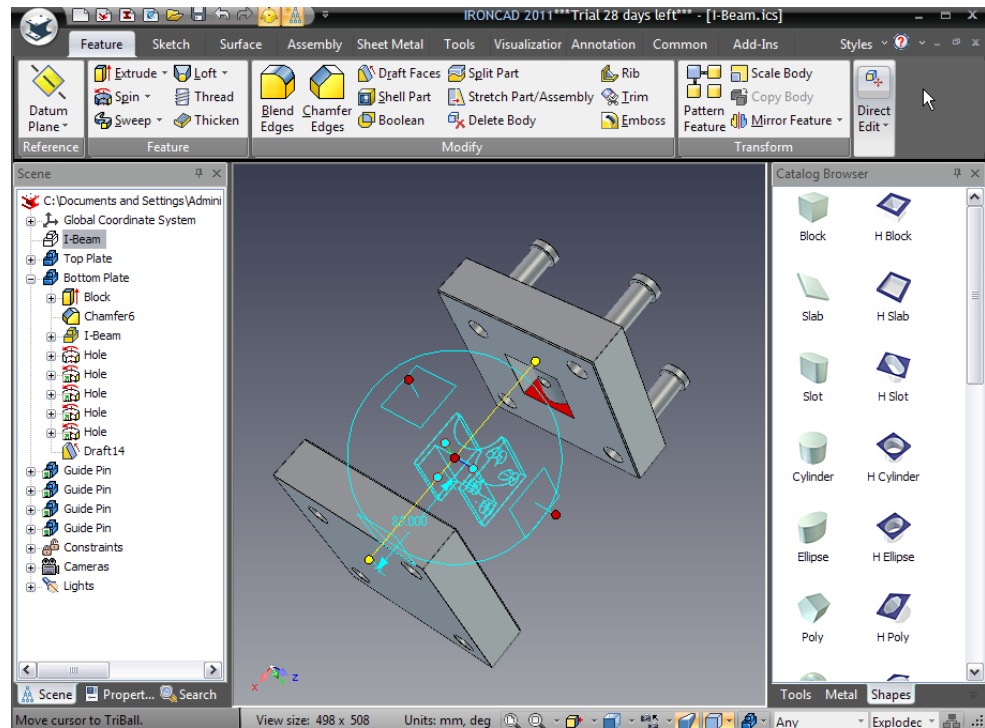 IRONCAD 2011***Trial 28 days left*** - [I-Beam.ics]
Feature Sketch Surface Assembly Sheet Metal Tools Visualization Annotation Common Add-Ins Styles
Extrude Loft Draft Faces Split Part Rib Scale Body
Spin Thread Shell Part Stretch Part/Assembly Trim Copy Body
Datum Plane Sweep Thicken Blend Edges Chamfer Edges Boolean Delete Body Emboss Pattern Feature Mirror Feature Direct Edit
Reference Feature Modify Transform
Scene
C:\Documents and Settings\Admini
Global Coordinate System
I-Beam
Top Plate
Bottom Plate
Block
Chamfer6
I-Beam
Hole
Hole
Hole
Hole
Hole
Draft14
Guide Pin
Guide Pin
Guide Pin
Guide Pin
Constraints
Cameras
Lights
Scene Propert... Search
85.000
x z
Catalog Browser
Block H Block
Slab H Slab
Slot H Slot
Cylinder H Cylinder
Ellipse H Ellipse
Poly H Poly
Tools Metal Shapes
Move cursor to TriBall. View size: 498 x 508 Units: mm, deg Any Explodec